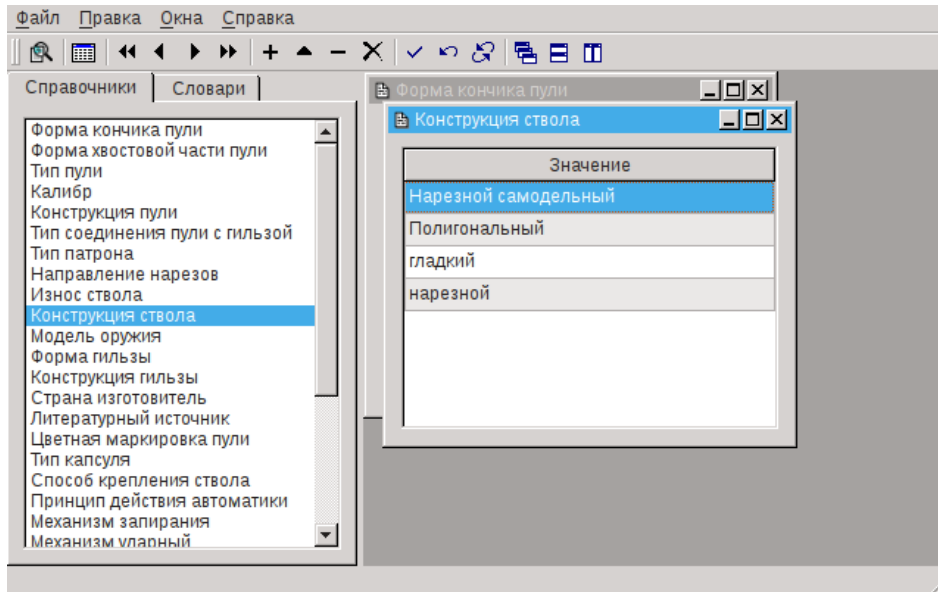 Файл Правка Окна Справка
Справочники Словари
Форма кончика пули
Форма хвостовой части пули
Тип пули
Калибр
Конструкция пули
Тип соединения пули с гильзой
Тип патрона
Направление нарезов
Износ ствола
Конструкция ствола
Модель оружия
Форма гильзы
Конструкция гильзы
Страна изготовитель
Литературный источник
Цветная маркировка пули
Тип капсуля
Способ крепления ствола
Принцип действия автоматики
Механизм запирания
Механизм ударный
Форма кончика пули
Конструкция ствола
Значение
Нарезной самодельный
Полигональный
гладкий
нарезной